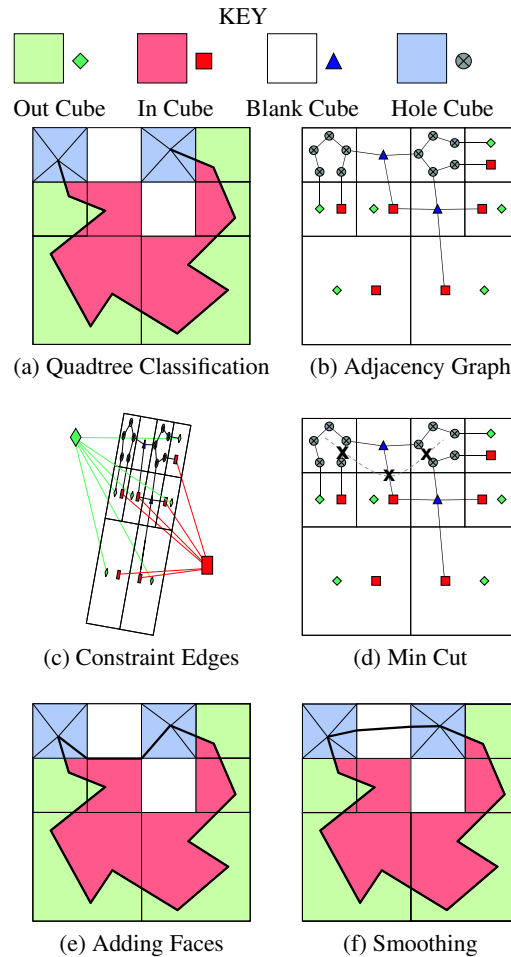 KEY
Out Cube In Cube Blank Cube Hole Cube
(a) Quadtree Classification (b) Adjacency Graph
(c) Constraint Edges (d) Min Cut
(e) Adding Faces (f) Smoothing